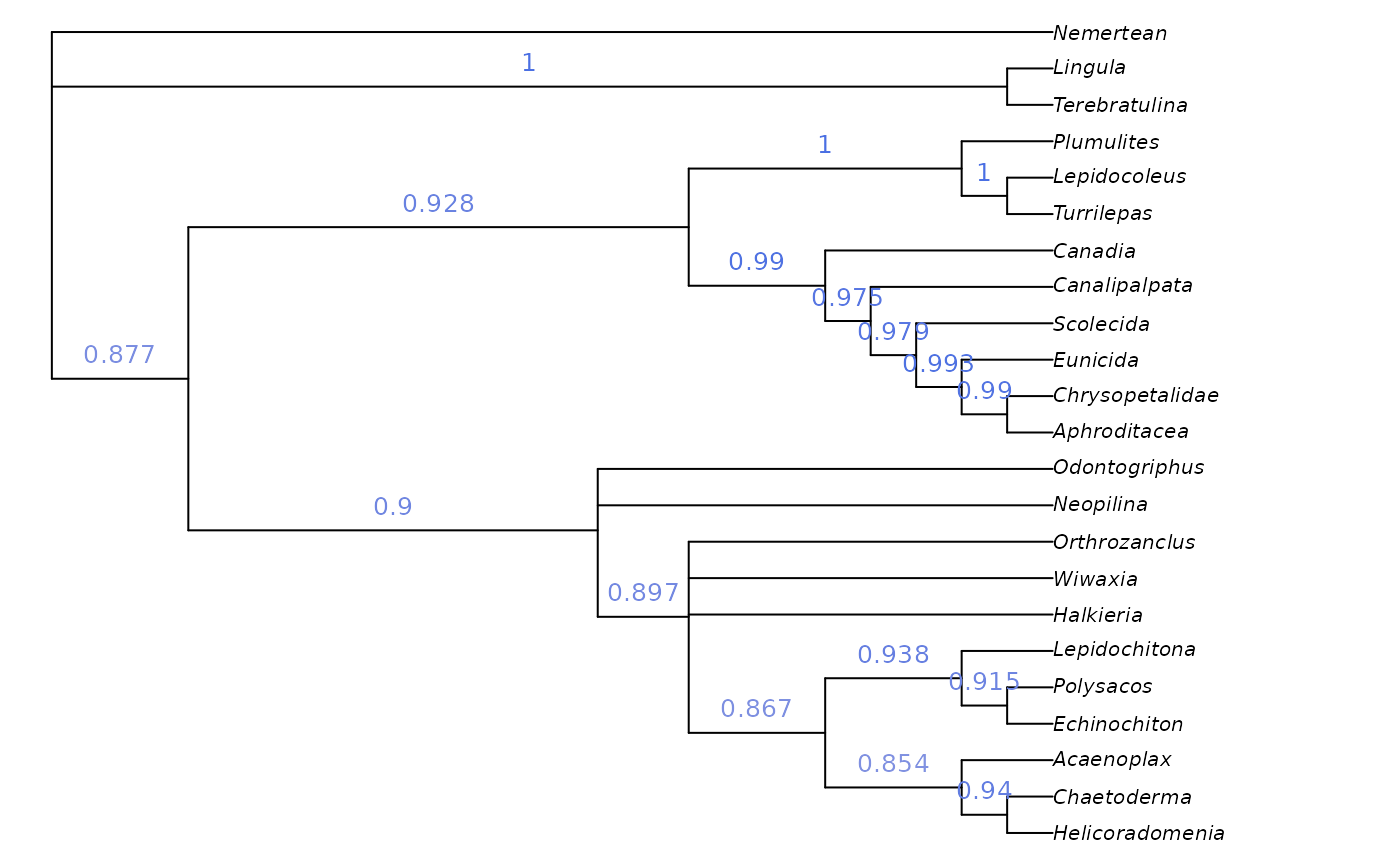 Nemertean
1
Lingula
Terebratulina
Plumulites
1
1
Lepidocoleus
0.928
Turrilepas
Canadia
0.99
Canalipalpata
0.975
Scolecida
0.979
0.877
Eunicida
0.993
0.99
Chrysopetalidae
Aphroditacea
Odontogriphus
0.9
Neopilina
Orthrozanclus
Wiwaxia
0.897
Halkieria
Lepidochitona
0.938
0.915
Polysacos
0.867
Echinochiton
Acaenoplax
0.854
0.94
Chaetoderma
Helicoradomenia